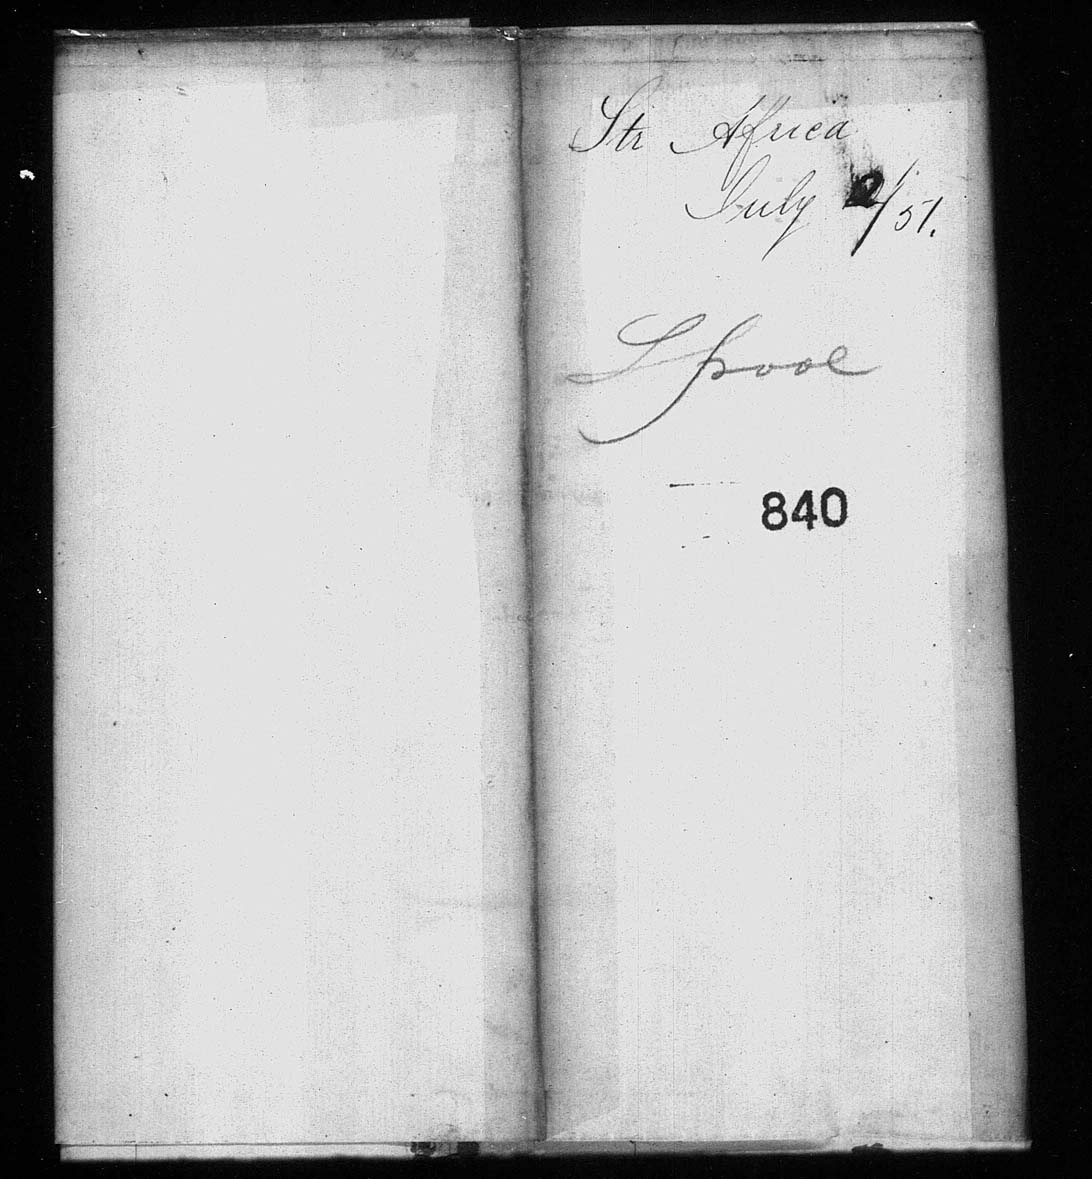 Str Africa
July 2/51.
L pool
840